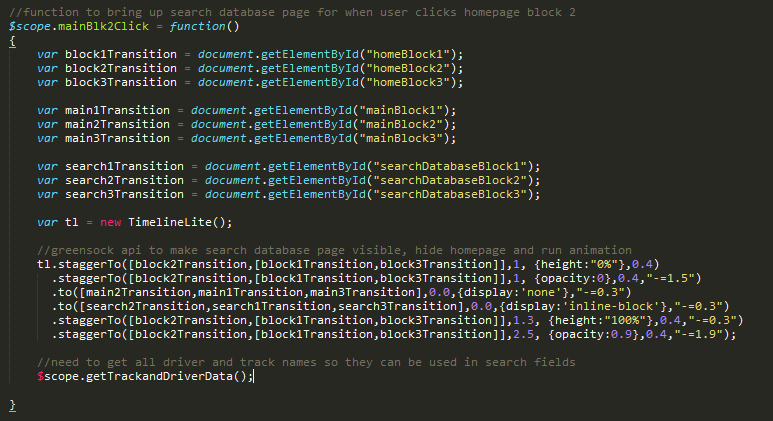 //function to bring up search database page for when user clicks homepage block 2
$scope.mainBlk2Click = function()
{
var block1Transition = document.getElementById("homeBlock1");
var block2Transition = document.getElementById("homeBlock2");
var block3Transition = document.getElementById("homeBlock3");
var main1Transition = document.getElementById("mainBlock1");
var main2Transition = document.getElementById("mainBlock2");
var main3Transition = document.getElementById("mainBlock3");
var search1Transition = document.getElementById("searchDatabaseBlock1");
var search2Transition = document.getElementById("searchDatabaseBlock2");
var search3Transition = document.getElementById("searchDatabaseBlock3");
var tl = new TimelineLite();
//greensock api to make search database page visible, hide homepage and run animation
tl.staggerTo([block2Transition,[block1Transition,block3Transition]],1, {height:"0%"},0.4)
.staggerTo([block2Transition,[block1Transition,block3Transition]],1, {opacity:0},0.4,"-=1.5")
.to([main2Transition,main1Transition,main3Transition],0.0,{display:'none'},"-=0.3")
.to([search2Transition,search1Transition,search3Transition],0.0,{display:'inline-block'},"-=0.3")
.staggerTo([block2Transition,[block1Transition,block3Transition]],1.3, {height:"100%"},0.4,"-=0.3")
.staggerTo([block2Transition,[block1Transition,block3Transition]],2.5, {opacity:0.9},0.4,"-=1.9");
//need to get all driver and track names so they can be used in search fields
$scope.getTrackandDriverData();
}